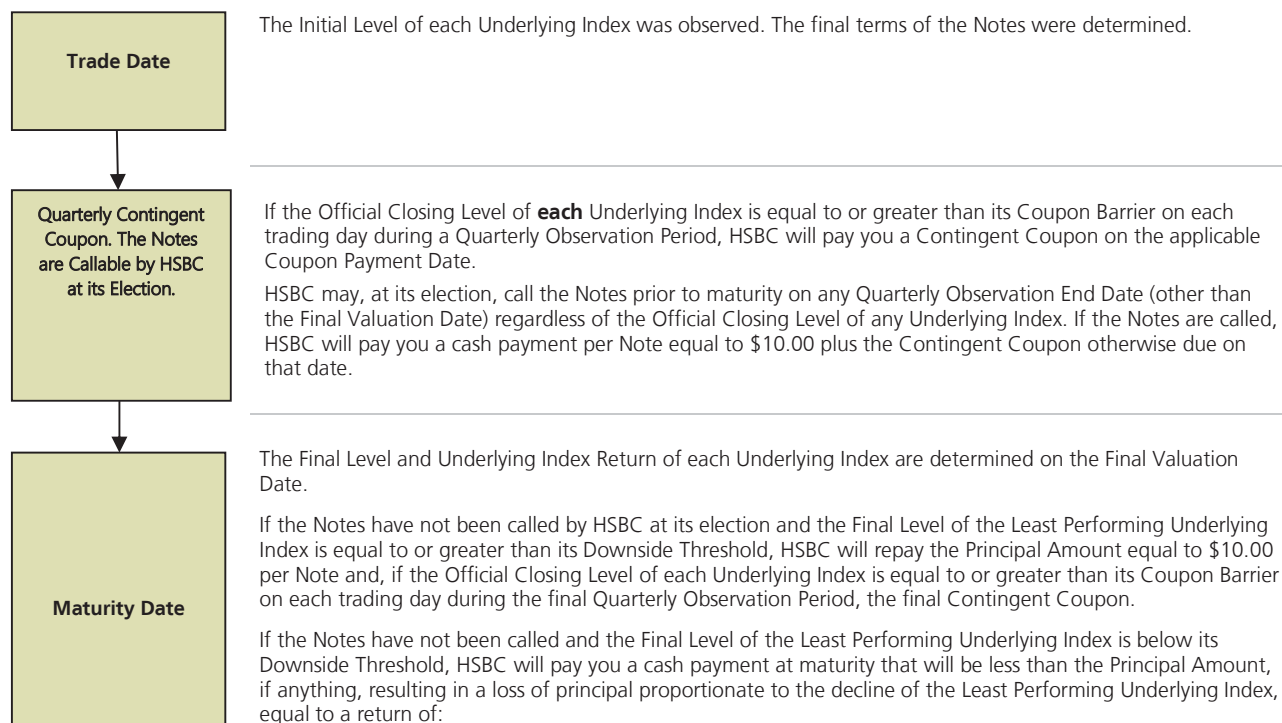 Trade Date
The Initial Level of each Underlying Index was observed. The final terms of the Notes were determined.
Quarterly Contingent
Coupon. The Notes
are Callable by HSBC
at its Election.
If the Official Closing Level of each Underlying Index is equal to or greater than its Coupon Barrier on each
trading day during a Quarterly Observation Period, HSBC will pay you a Contingent Coupon on the applicable
Coupon Payment Date.
HSBC may, at its election, call the Notes prior to maturity on any Quarterly Observation End Date (other than
the Final Valuation Date) regardless of the Official Closing Level of any Underlying Index. If the Notes are called,
HSBC will pay you a cash payment per Note equal to $10.00 plus the Contingent Coupon otherwise due on
that date.
Maturity Date
The Final Level and Underlying Index Return of each Underlying Index are determined on the Final Valuation
Date.
If the Notes have not been called by HSBC at its election and the Final Level of the Least Performing Underlying
Index is equal to or greater than its Downside Threshold, HSBC will repay the Principal Amount equal to $10.00
per Note and, if the Official Closing Level of each Underlying Index is equal to or greater than its Coupon Barrier
on each trading day during the final Quarterly Observation Period, the final Contingent Coupon.
If the Notes have not been called and the Final Level of the Least Performing Underlying Index is below its
Downside Threshold, HSBC will pay you a cash payment at maturity that will be less than the Principal Amount,
if anything, resulting in a loss of principal proportionate to the decline of the Least Performing Underlying Index,
equal to a return of: